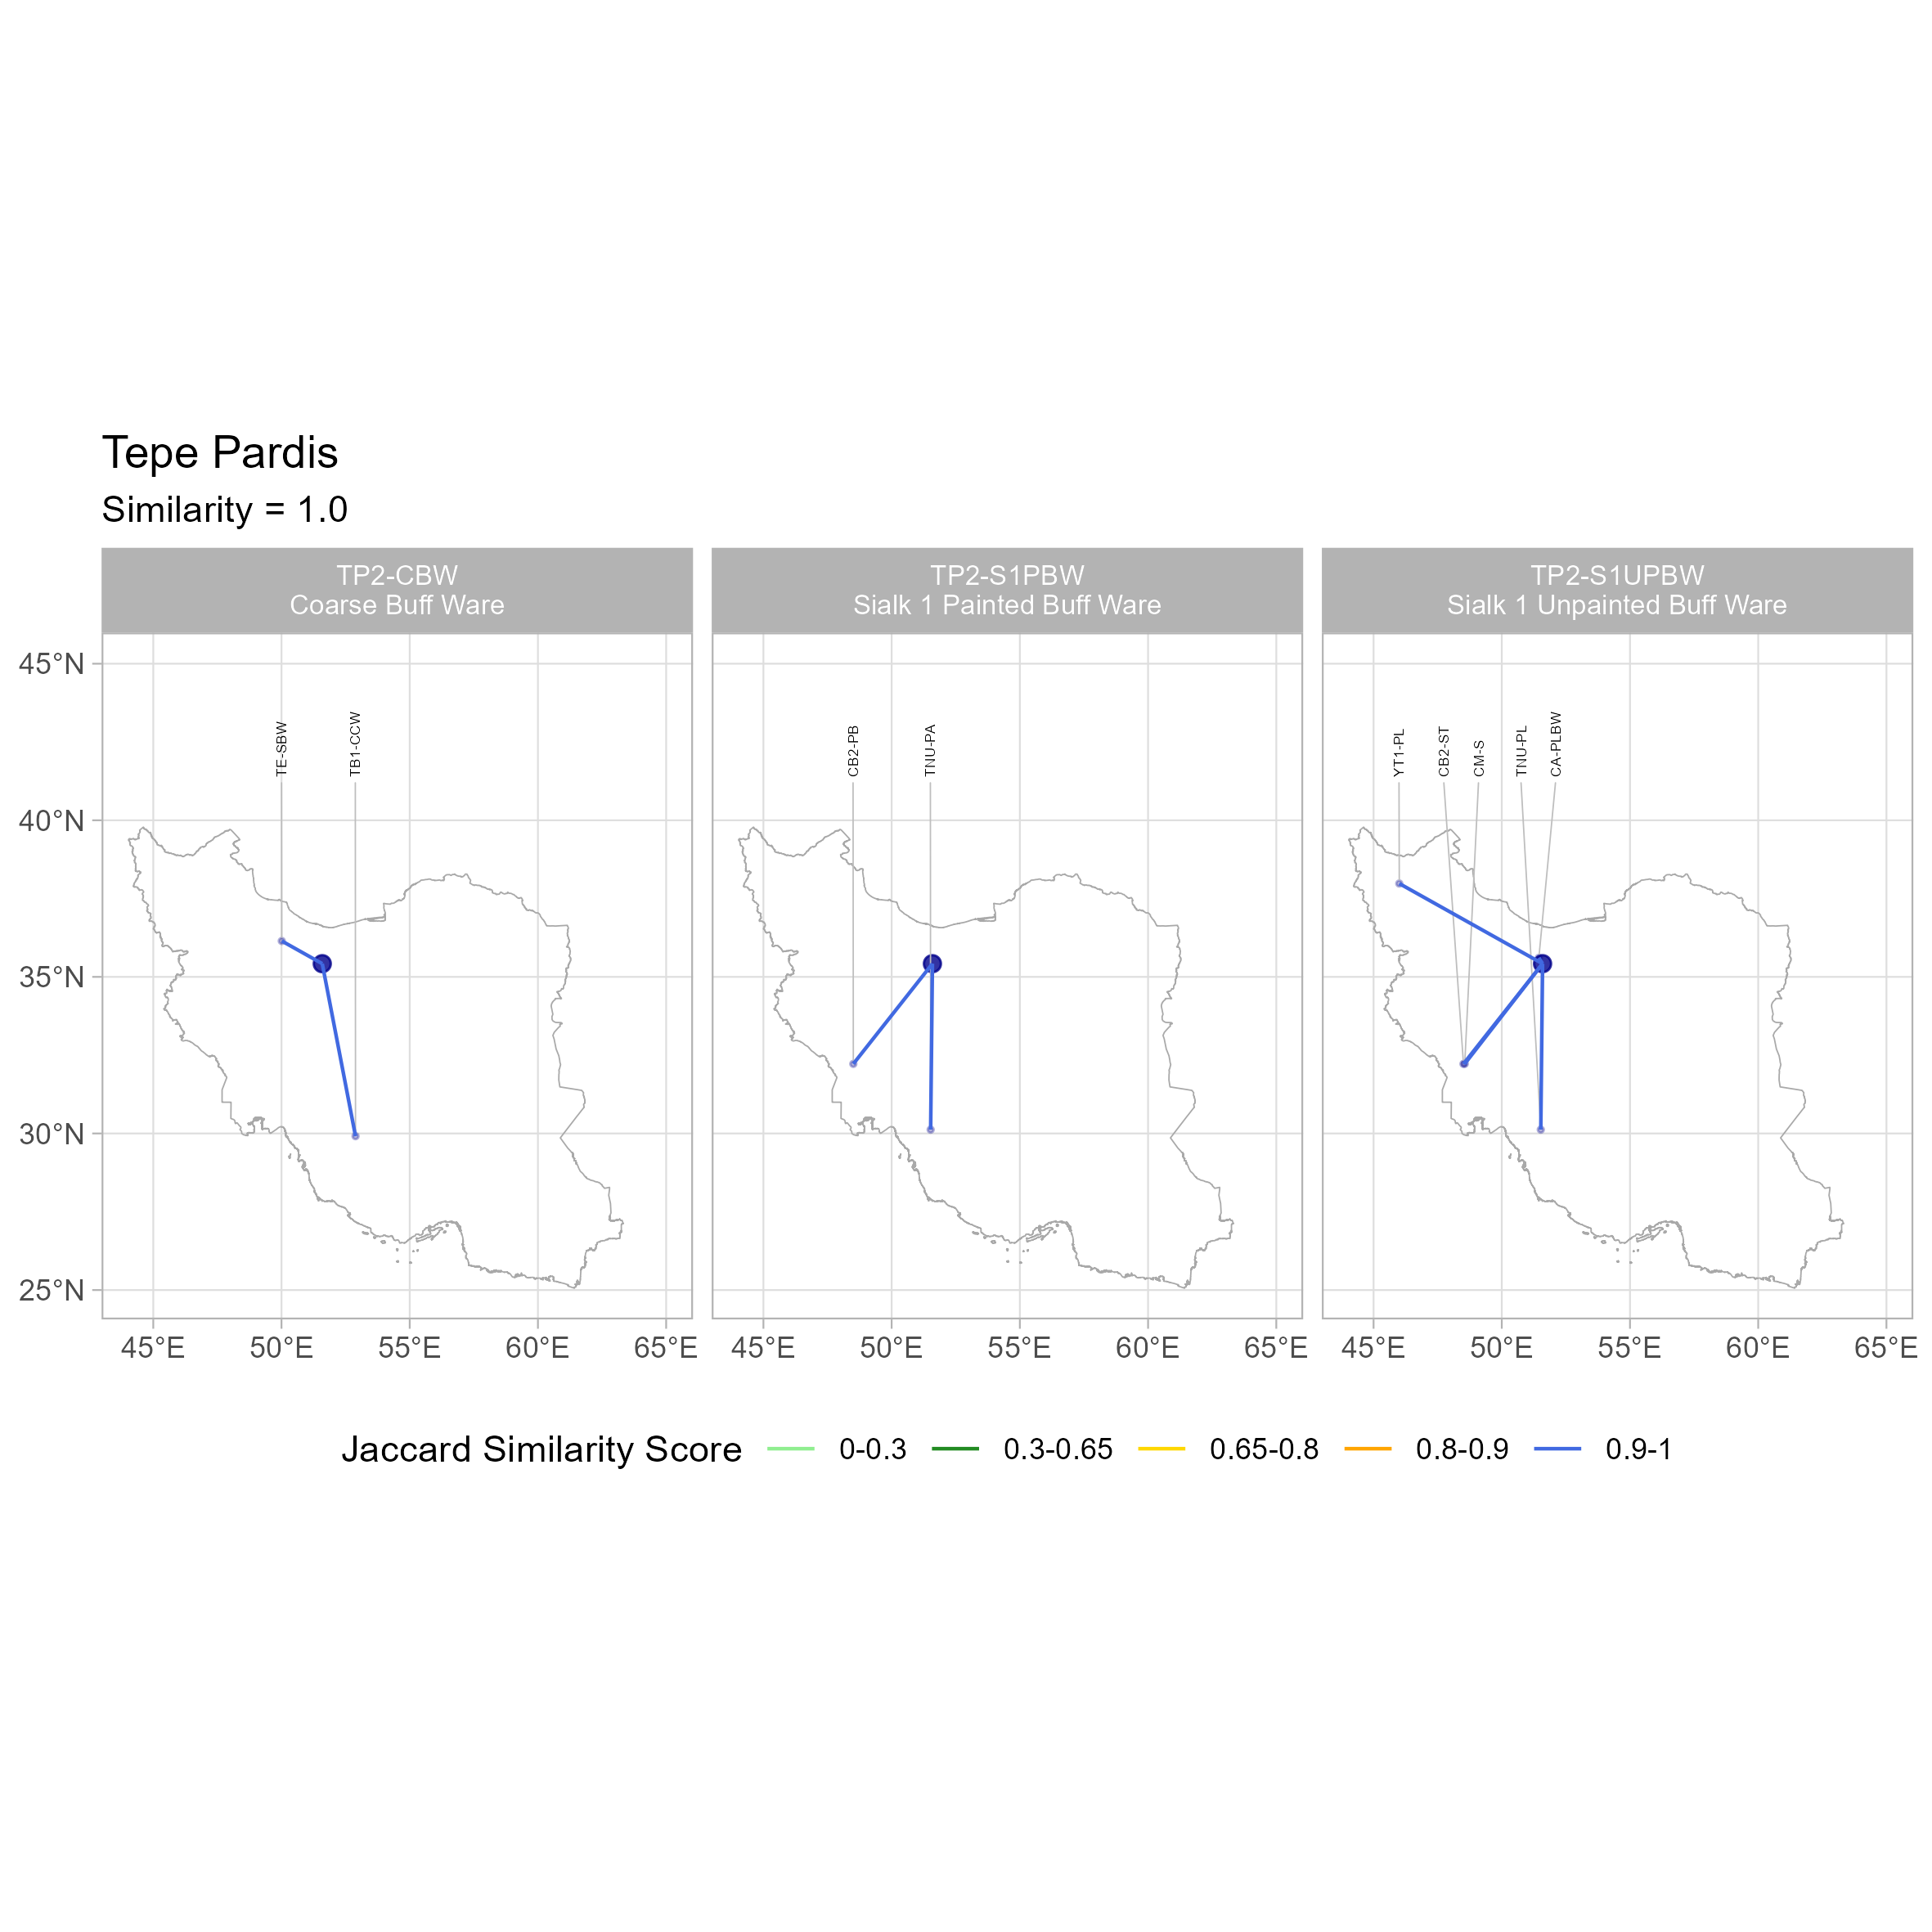 Tepe Pardis
Similarity = 1.0
TP2-CBW
Coarse Buff Ware
TP2-S1PBW
Sialk 1 Painted Buff Ware
TP2-S1UPBW
Sialk 1 Unpainted Buff Ware
45°N
40°N
35°N
30°N
25°N
TE-SBW
TB1-CCW
CB2-PB
TNU-PA
YT1-PL
CB2-ST
CM-S
TNU-PL
CA-PLBW
45°E 50°E 55°E 60°E 65°E
45°E 50°E 55°E 60°E 65°E
45°E 50°E 55°E 60°E 65°E
Jaccard Similarity Score 0-0.3 0.3-0.65 0.65-0.8 0.8-0.9 0.9-1